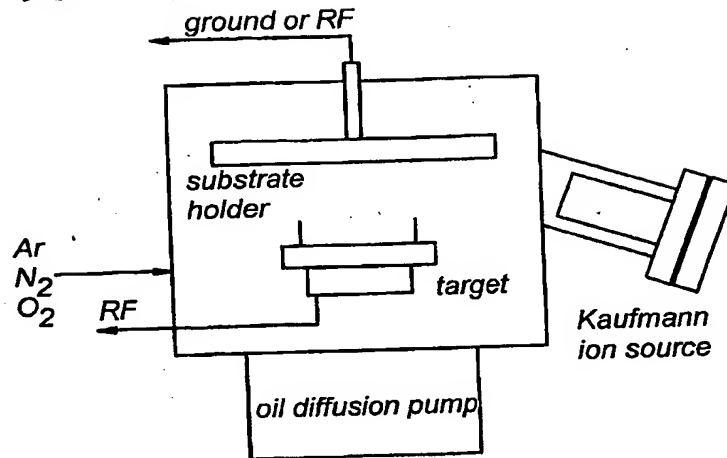 ground or RF
substrate
holder
Ar
N₂
O₂
RF
target
Kaufmann
ion source
oil diffusion pump